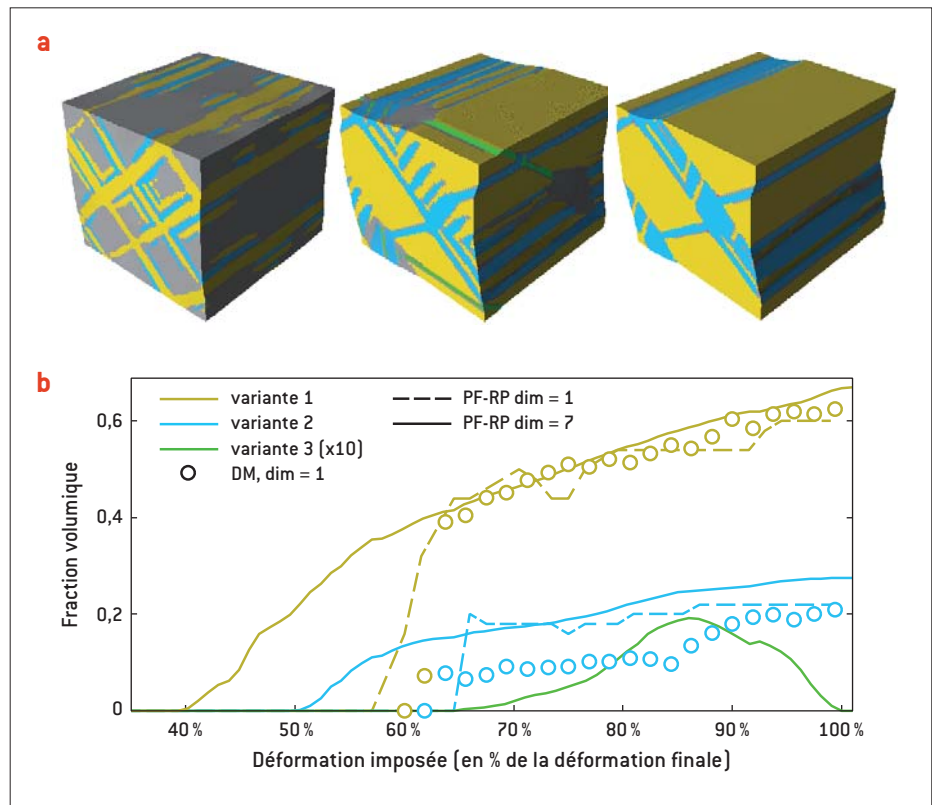 a
b
variante 1
variante 2
variante 3 (x10)
DM, dim = 1
PF-RP dim = 1
PF-RP dim = 7
Fraction volumique
0,6
0,4
0,2
0
40 % 50 % 60 % 70 % 80 % 90 % 100 %
Déformation imposée (en % de la déformation finale)